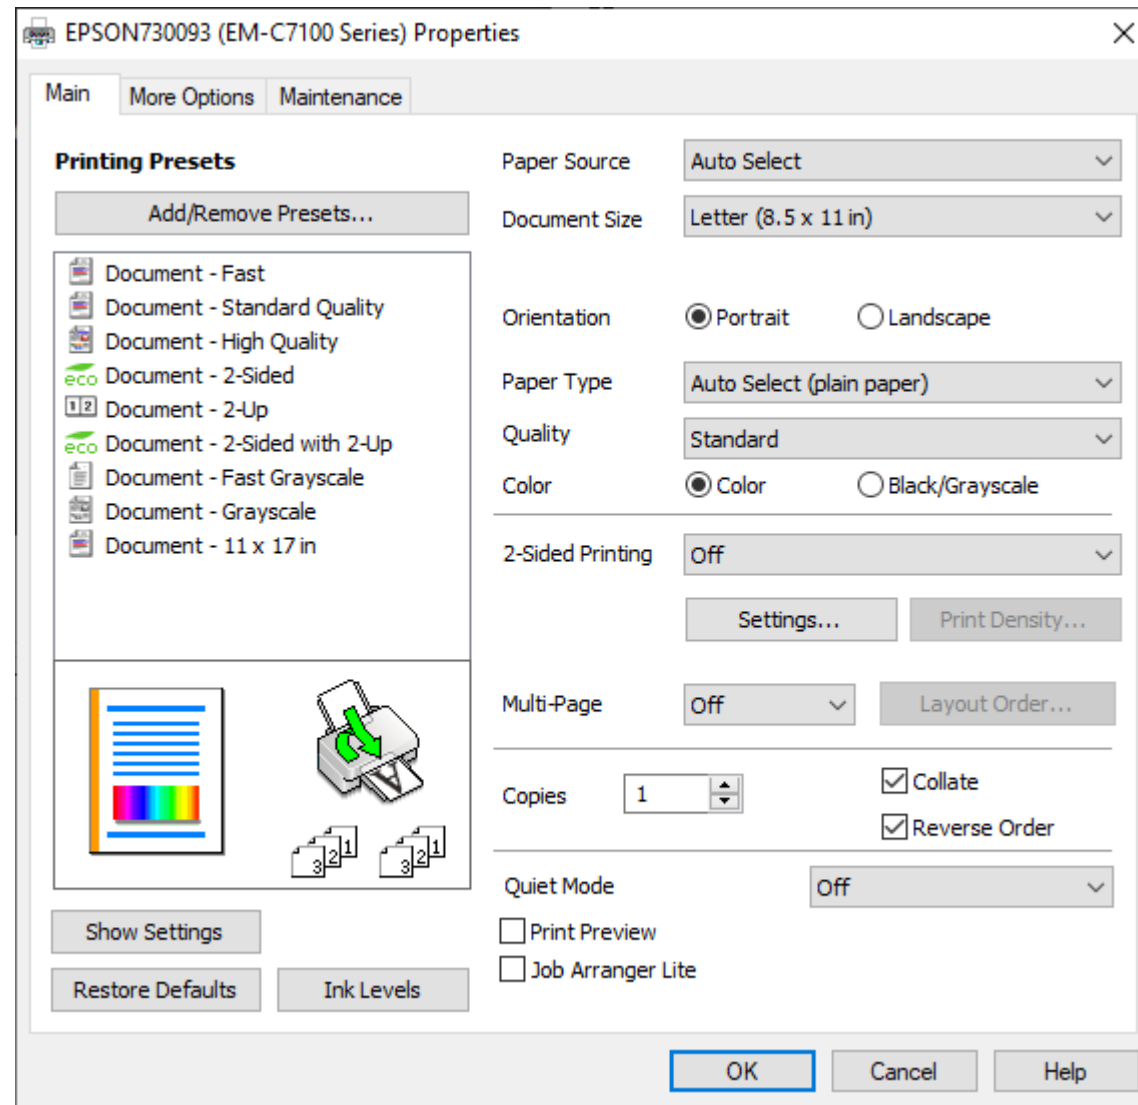 EPSON730093 (EM-C7100 Series) Properties
Main
More Options
Maintenance
Printing Presets
Add/Remove Presets...
Document - Fast
Document - Standard Quality
Document - High Quality
eco Document - 2-Sided
12 Document - 2-Up
eco Document - 2-Sided with 2-Up
Document - Fast Grayscale
Document - Grayscale
Document - 11 x 17 in
A
3 2 1
3 2 1
Show Settings
Restore Defaults
Ink Levels
Paper Source
Auto Select
Document Size
Letter (8.5 x 11 in)
Orientation
Portrait
Landscape
Paper Type
Auto Select (plain paper)
Quality
Standard
Color
Color
Black/Grayscale
2-Sided Printing
Off
Settings...
Print Density...
Multi-Page
Off
Layout Order...
Copies
1
Collate
Reverse Order
Quiet Mode
Off
Print Preview
Job Arranger Lite
OK
Cancel
Help